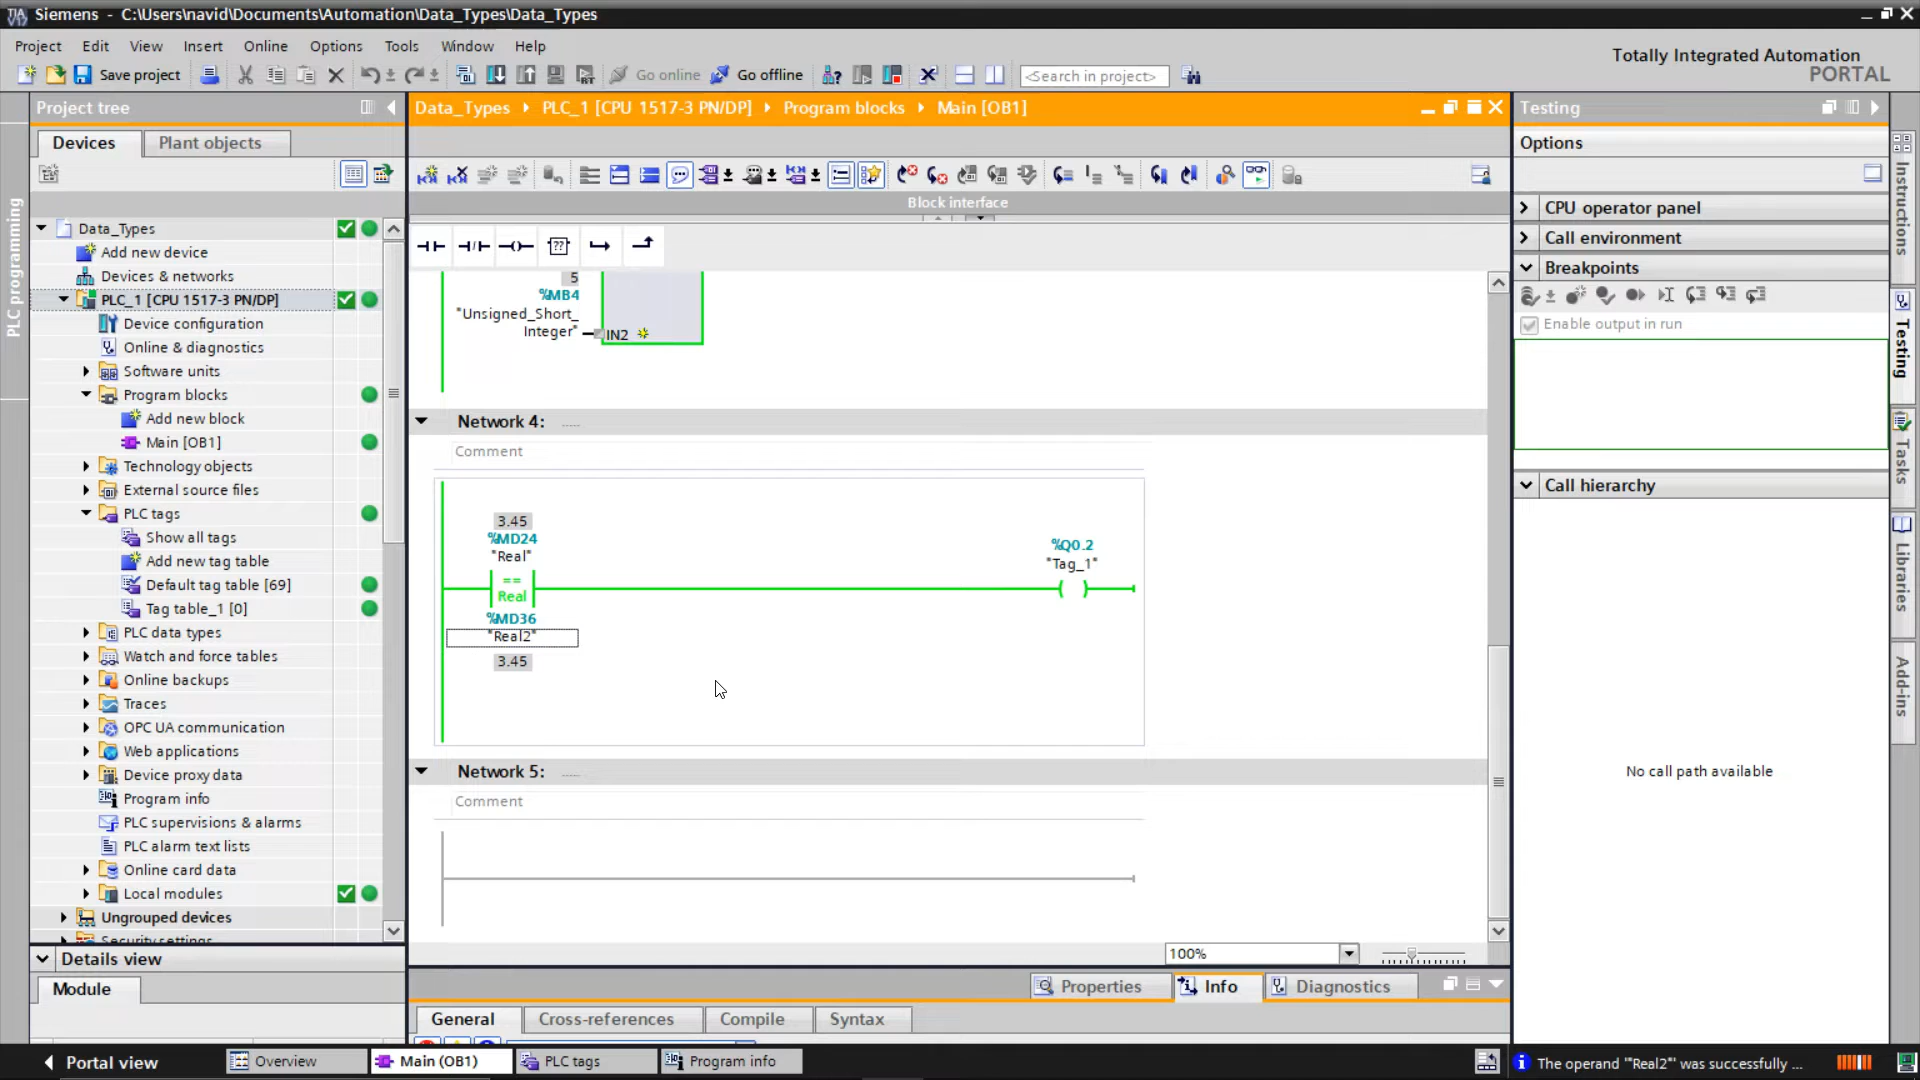 Siemens - C:\Users\navid\Documents\Automation\Data_Types\Data_Types
Project Edit View Insert Online Options Tools Window Help
Totally Integrated Automation
PORTAL
Save project
Go online
Go offline
<Search in project>
Project tree
Devices
Plant objects
PLC programming
Data_Types
Add new device
Devices & networks
PLC_1 [CPU 1517-3 PN/DP]
Device configuration
Online & diagnostics
Software units
Program blocks
Add new block
Main [OB1]
Technology objects
External source files
PLC tags
Show all tags
Add new tag table
Default tag table [69]
Tag table_1 [0]
PLC data types
Watch and force tables
Online backups
Traces
OPC UA communication
Web applications
Device proxy data
Program info
PLC supervisions & alarms
PLC alarm text lists
Online card data
Local modules
Ungrouped devices
Security settings
Details view
Module
Data_Types PLC_1 [CPU 1517-3 PN/DP] Program blocks Main [OB1]
Block interface
??
5
%MB4
"Unsigned_Short_
Integer"
IN2
Network 4: .....
Comment
3.45
%MD24
"Real"
==
Real
%MD36
"Real2"
3.45
%Q0.2
"Tag_1"
Network 5: .....
Comment
100%
Properties
Info
Diagnostics
General
Cross-references
Compile
Syntax
Testing
Options
CPU operator panel
Call environment
Breakpoints
Enable output in run
Call hierarchy
No call path available
Instructions
Testing
Tasks
Libraries
Add-ins
Portal view
Overview
Main (OB1)
PLC tags
Program info
The operand '"Real2"' was successfully ...